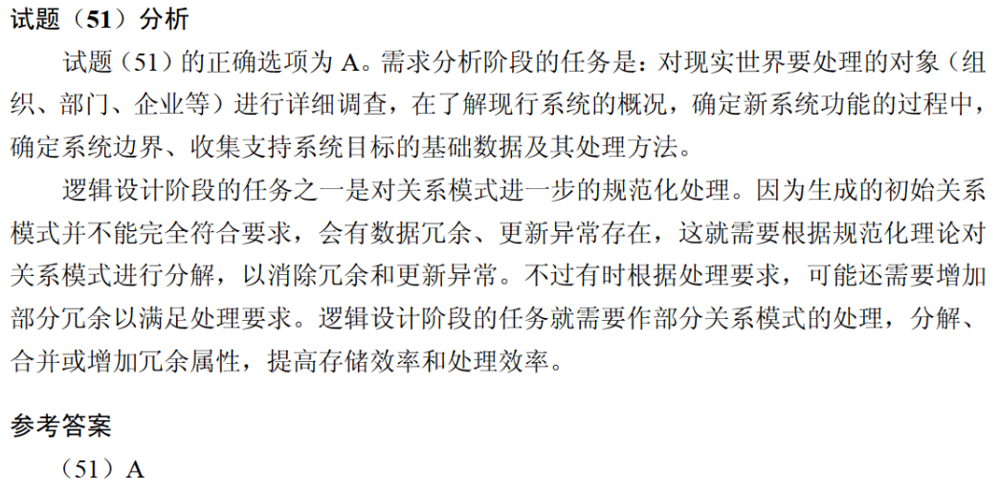 试题（51）分析
试题（51）的正确选项为 A。需求分析阶段的任务是：对现实世界要处理的对象（组
织、部门、企业等）进行详细调查，在了解现行系统的概况，确定新系统功能的过程中，
确定系统边界、收集支持系统目标的基础数据及其处理方法。
逻辑设计阶段的任务之一是对关系模式进一步的规范化处理。因为生成的初始关系
模式并不能完全符合要求，会有数据冗余、更新异常存在，这就需要根据规范化理论对
关系模式进行分解，以消除冗余和更新异常。不过有时根据处理要求，可能还需要增加
部分冗余以满足处理要求。逻辑设计阶段的任务就需要作部分关系模式的处理，分解、
合并或增加冗余属性，提高存储效率和处理效率。
参考答案
（51）A